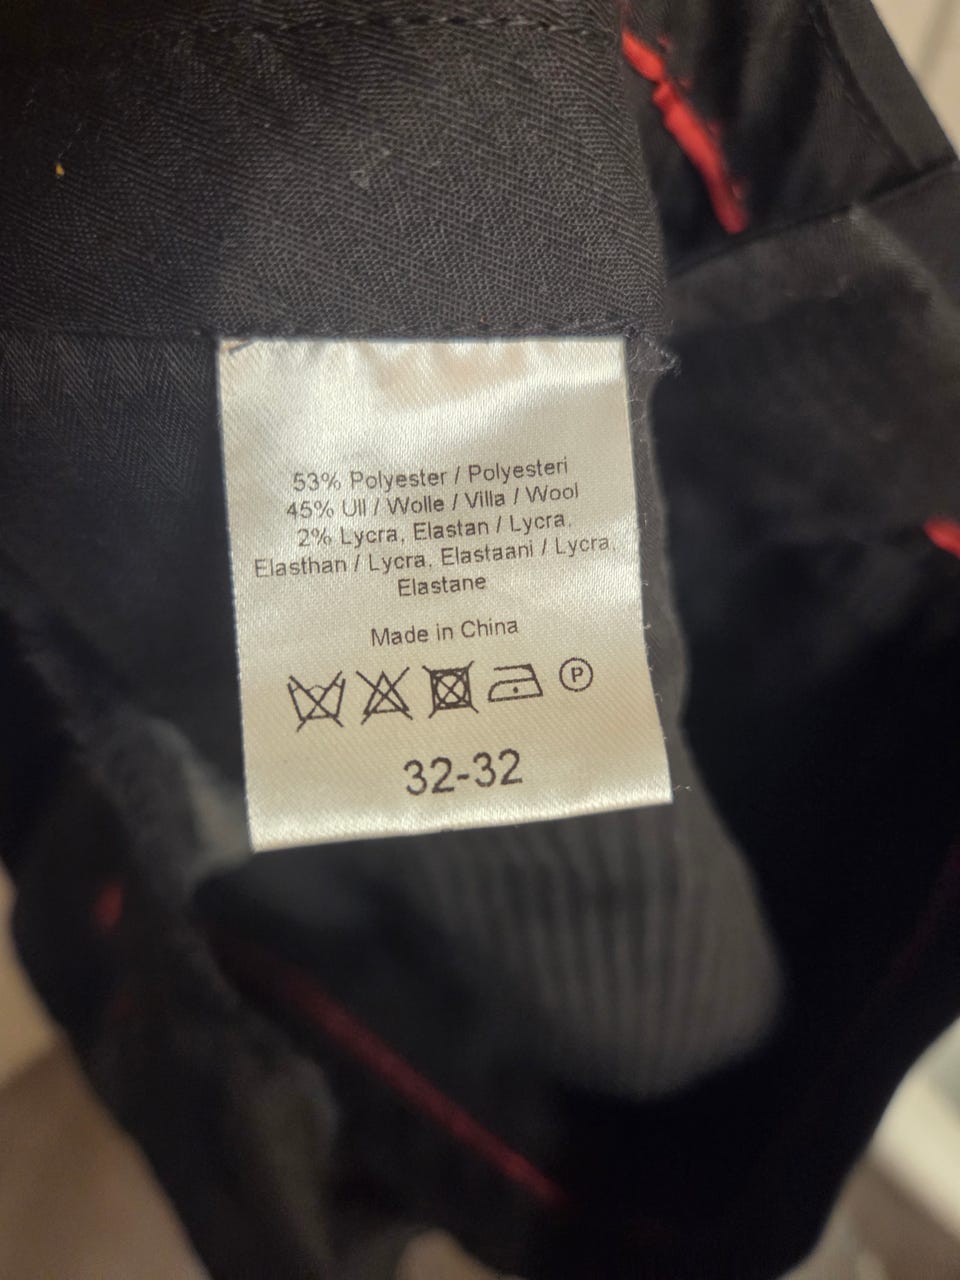 53% Polyester / Polyesteri
45% Ull / Wolle / Villa / Wool
2% Lycra, Elastan / Lycra,
Elasthan / Lycra, Elastaani / Lycra,
Elastane
Made in China
P
32-32